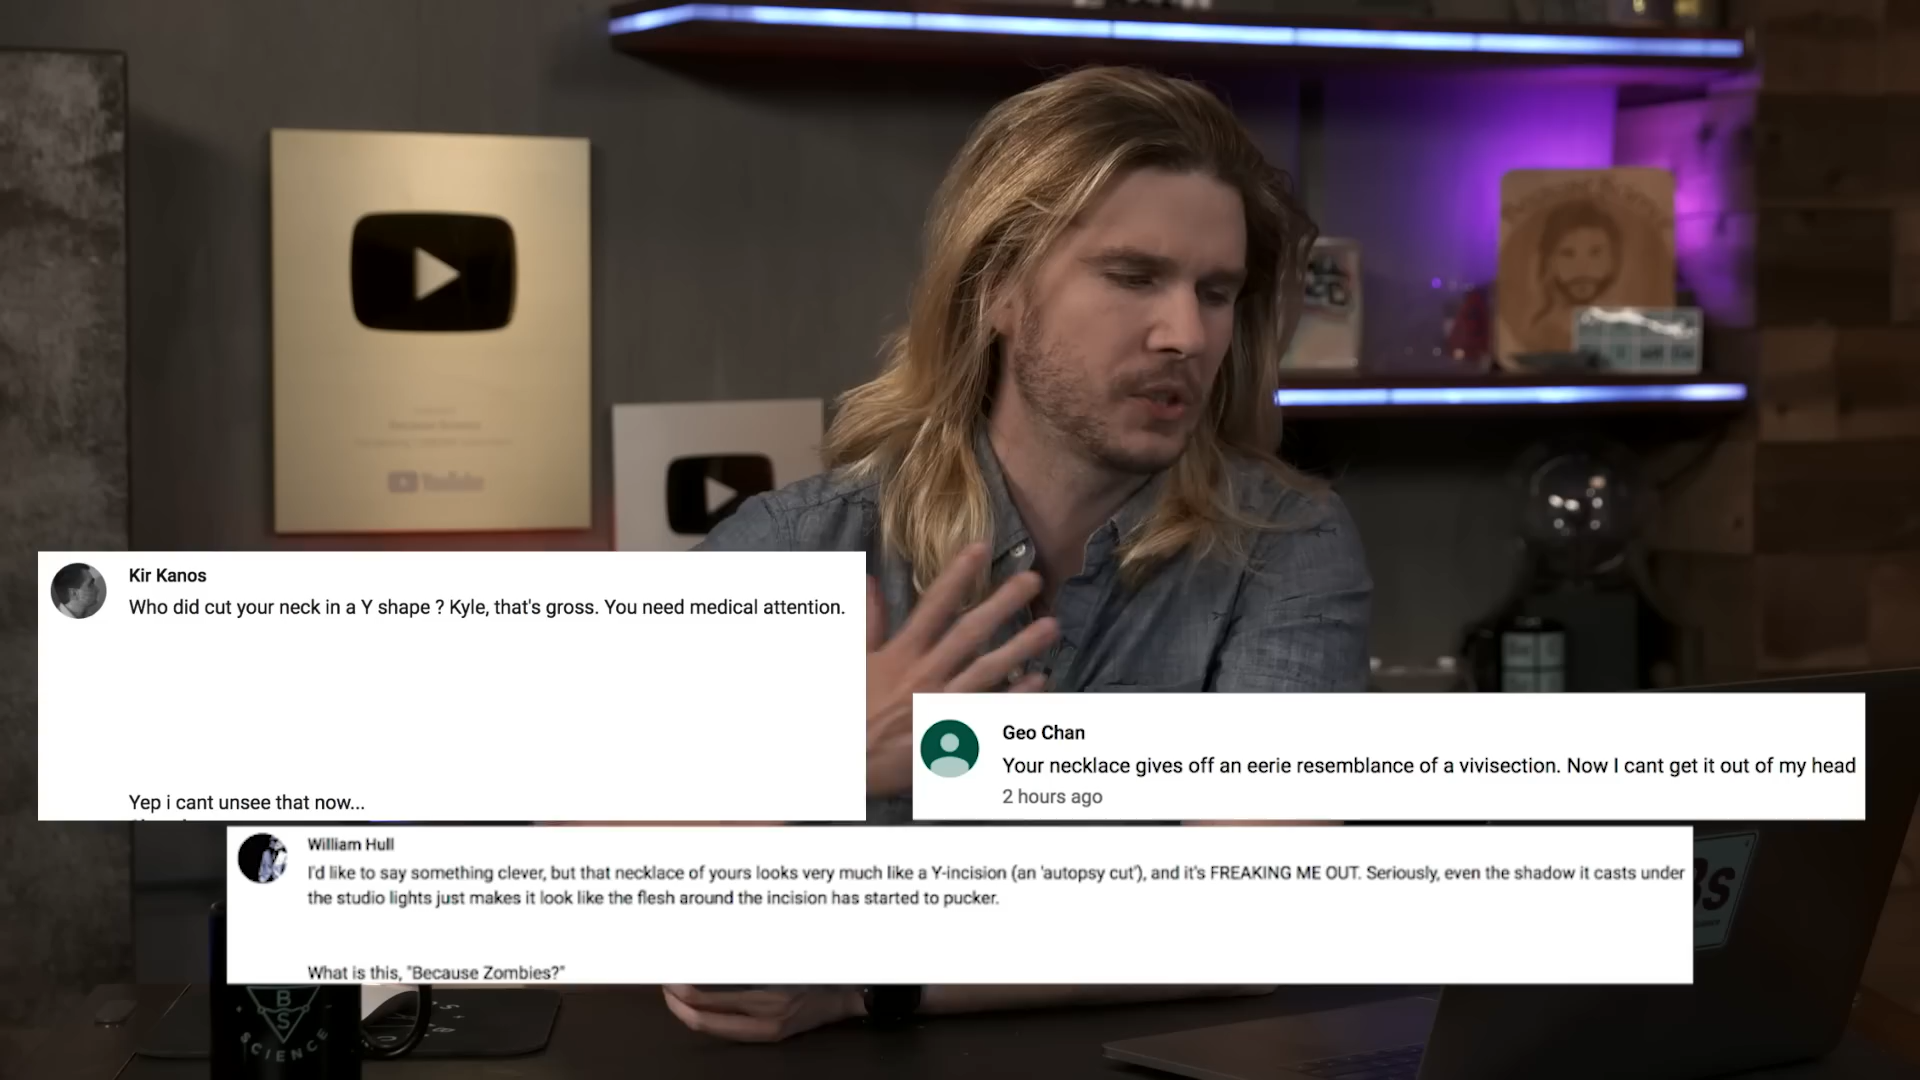 Because Science
YouTube
Kir Kanos
Who did cut your neck in a Y shape ? Kyle, that's gross. You need medical attention.
Yep i cant unsee that now...
Geo Chan
Your necklace gives off an eerie resemblance of a vivisection. Now I cant get it out of my head
2 hours ago
William Hull
I'd like to say something clever, but that necklace of yours looks very much like a Y-incision (an 'autopsy cut'), and it's FREAKING ME OUT. Seriously, even the shadow it casts under
the studio lights just makes it look like the flesh around the incision has started to pucker.
What is this, "Because Zombies?"
BS
SCIENCE